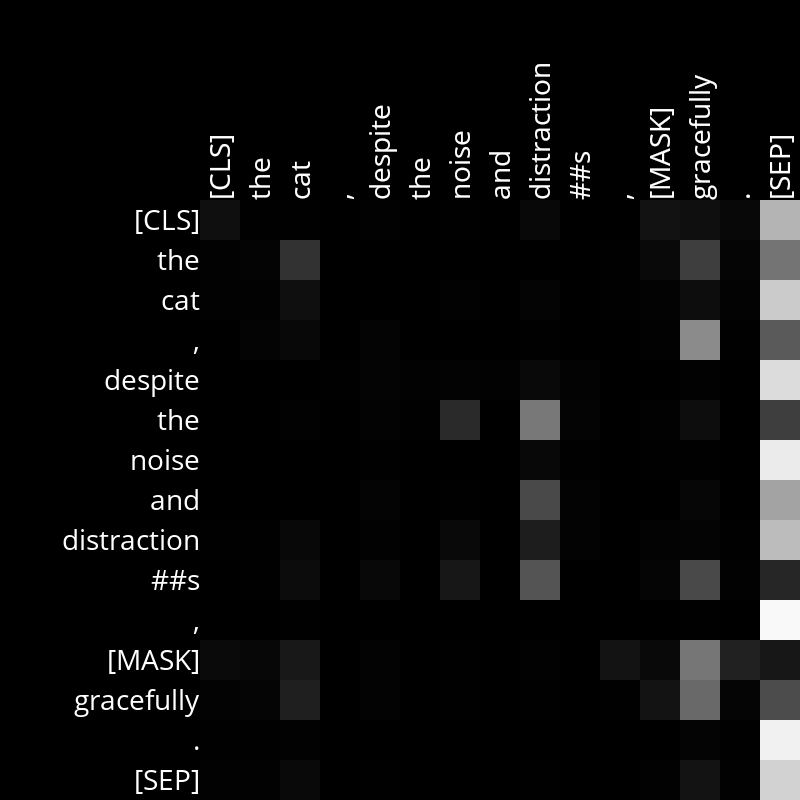 [CLS] the cat , despite the noise and distraction ##s , [MASK] gracefully . [SEP]
[CLS]
the
cat
,
despite
the
noise
and
distraction
##s
,
[MASK]
gracefully
.
[SEP]